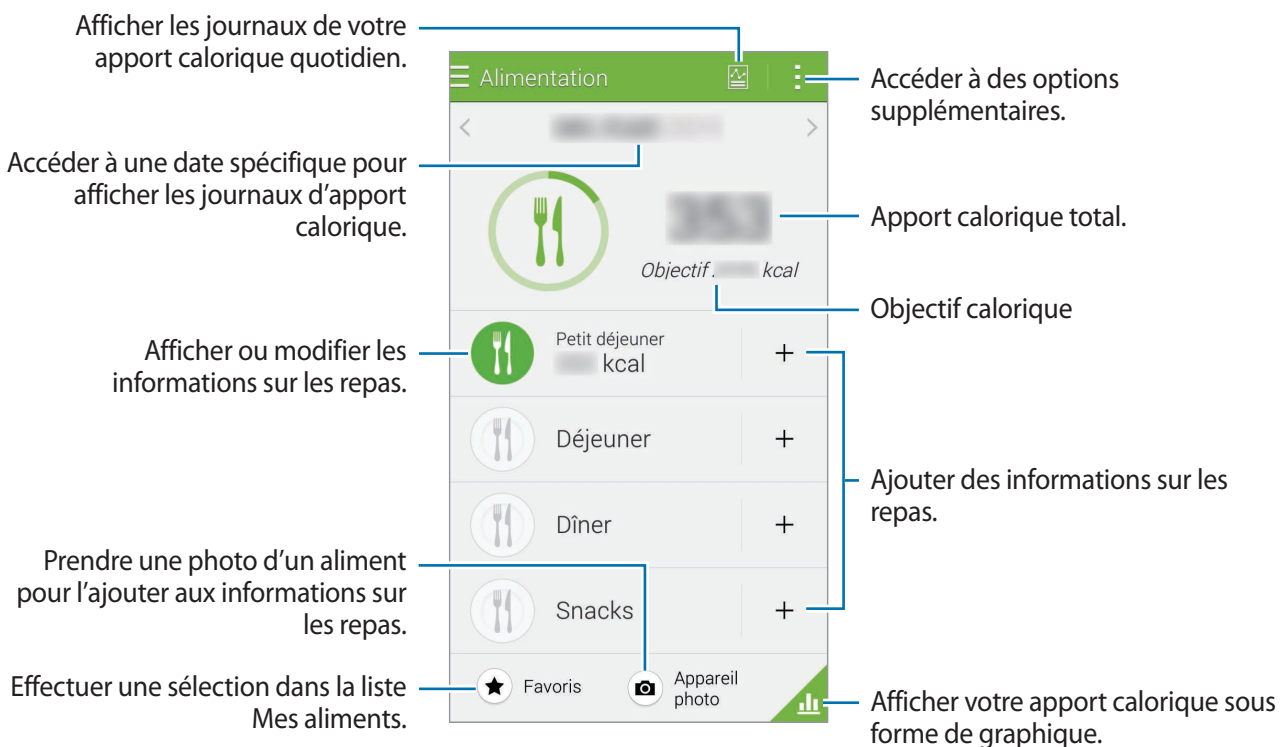 Afficher les journaux de votre
apport calorique quotidien.
Alimentation
Accéder à des options
supplémentaires.
Accéder à une date spécifique pour
afficher les journaux d'apport
calorique.
Apport calorique total.
Objectif kcal
Objectif calorique
Afficher ou modifier les
informations sur les repas.
Petit déjeuner
kcal
+
Déjeuner
+
Ajouter des informations sur les
repas.
Dîner
+
Prendre une photo d'un aliment
pour l'ajouter aux informations sur
les repas.
Snacks
+
Effectuer une sélection dans la liste
Mes aliments.
Favoris
Appareil
photo
Afficher votre apport calorique sous
forme de graphique.